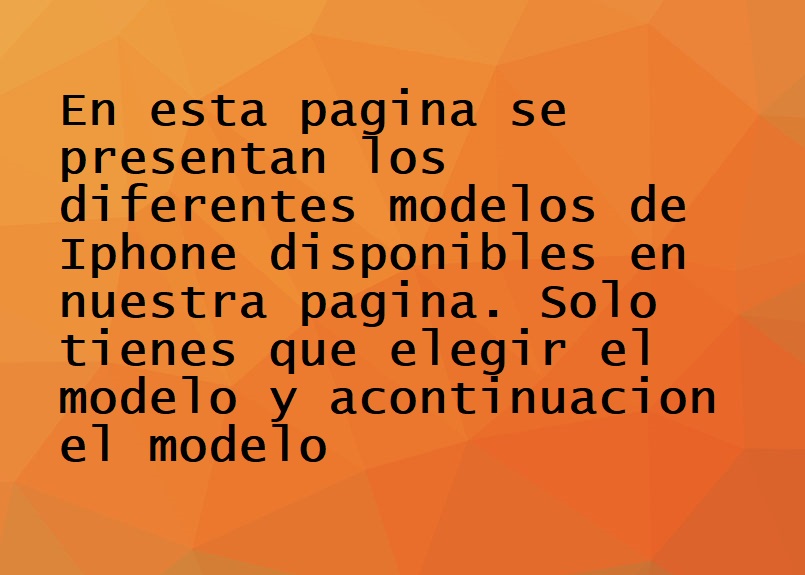 En esta pagina se
presentan los
diferentes modelos de
Iphone disponibles en
nuestra pagina. Solo
tienes que elegir el
modelo y acontinuacion
el modelo